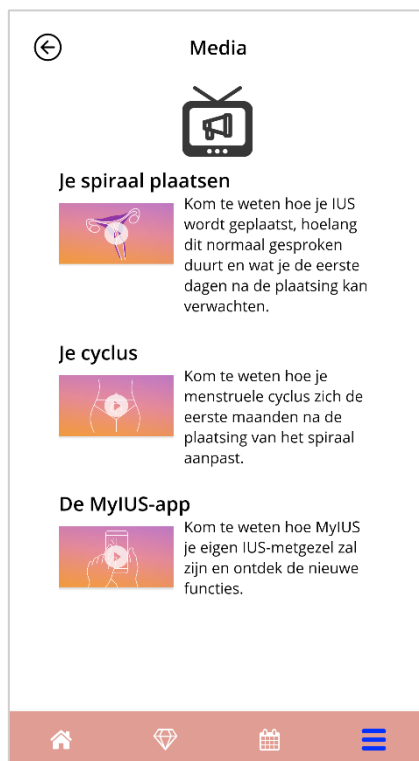 Media
Je spiraal plaatsen
Kom te weten hoe je IUS
wordt geplaatst, hoelang
dit normaal gesproken
duurt en wat je de eerste
dagen na de plaatsing kan
verwachten.
Je cyclus
Kom te weten hoe je
menstruele cyclus zich de
eerste maanden na de
plaatsing van het spiraal
aanpast.
De MyIUS-app
Kom te weten hoe MyIUS
je eigen IUS-metgezel zal
zijn en ontdek de nieuwe
functies.